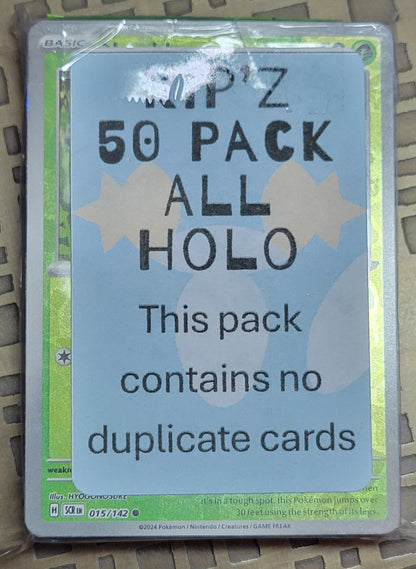 BASIC
RIP'Z
50 PACK
ALL
HOLO
This pack
contains no
duplicate cards
weakn
Illus. HYOGONOSUKE
it's in a tough spot, this Pokémon jumps over
30 feet using the strength of its legs.
H SCR EN 015/142
©2024 Pokémon / Nintendo / Creatures / GAME FREAK